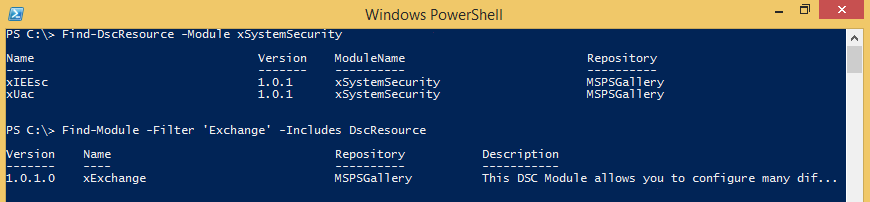 Windows PowerShell
PS C:\> Find-DscResource -Module xSystemSecurity
Name Version ModuleName Repository
---- ------- ---------- ----------
xIEEsc 1.0.1 xSystemSecurity MSPSGallery
xUac 1.0.1 xSystemSecurity MSPSGallery
PS C:\> Find-Module -Filter 'Exchange' -Includes DscResource
Version Name Repository Description
------- ---- ---------- -----------
1.0.1.0 xExchange MSPSGallery This DSC Module allows you to configure many dif...